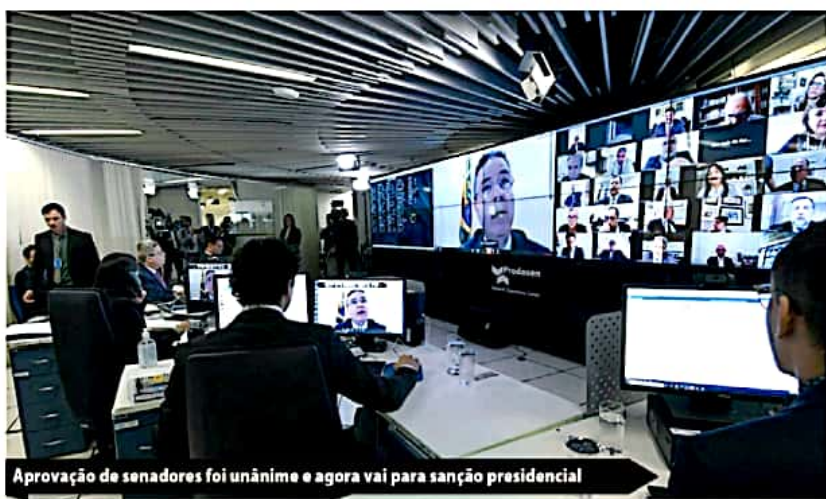 Prodasen
Aprovação de senadores foi unânime e agora vai para sanção presidencial